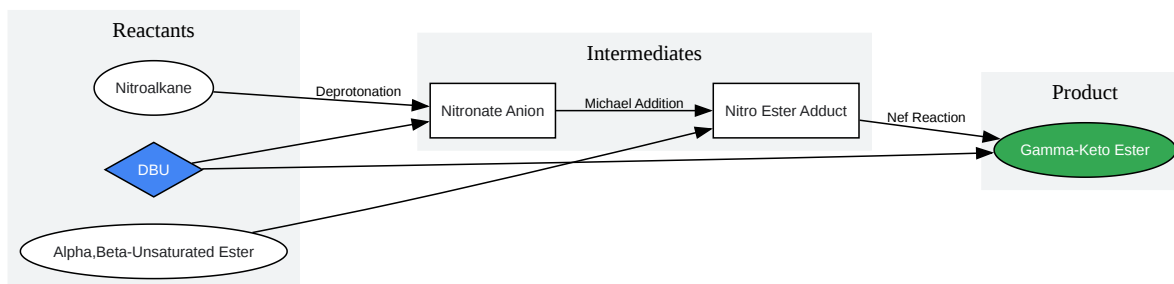 Reactants
Nitroalkane
DBU
Alpha,Beta-Unsaturated Ester
Deprotonation
Intermediates
Nitronate Anion
Michael Addition
Nitro Ester Adduct
Nef Reaction
Product
Gamma-Keto Ester